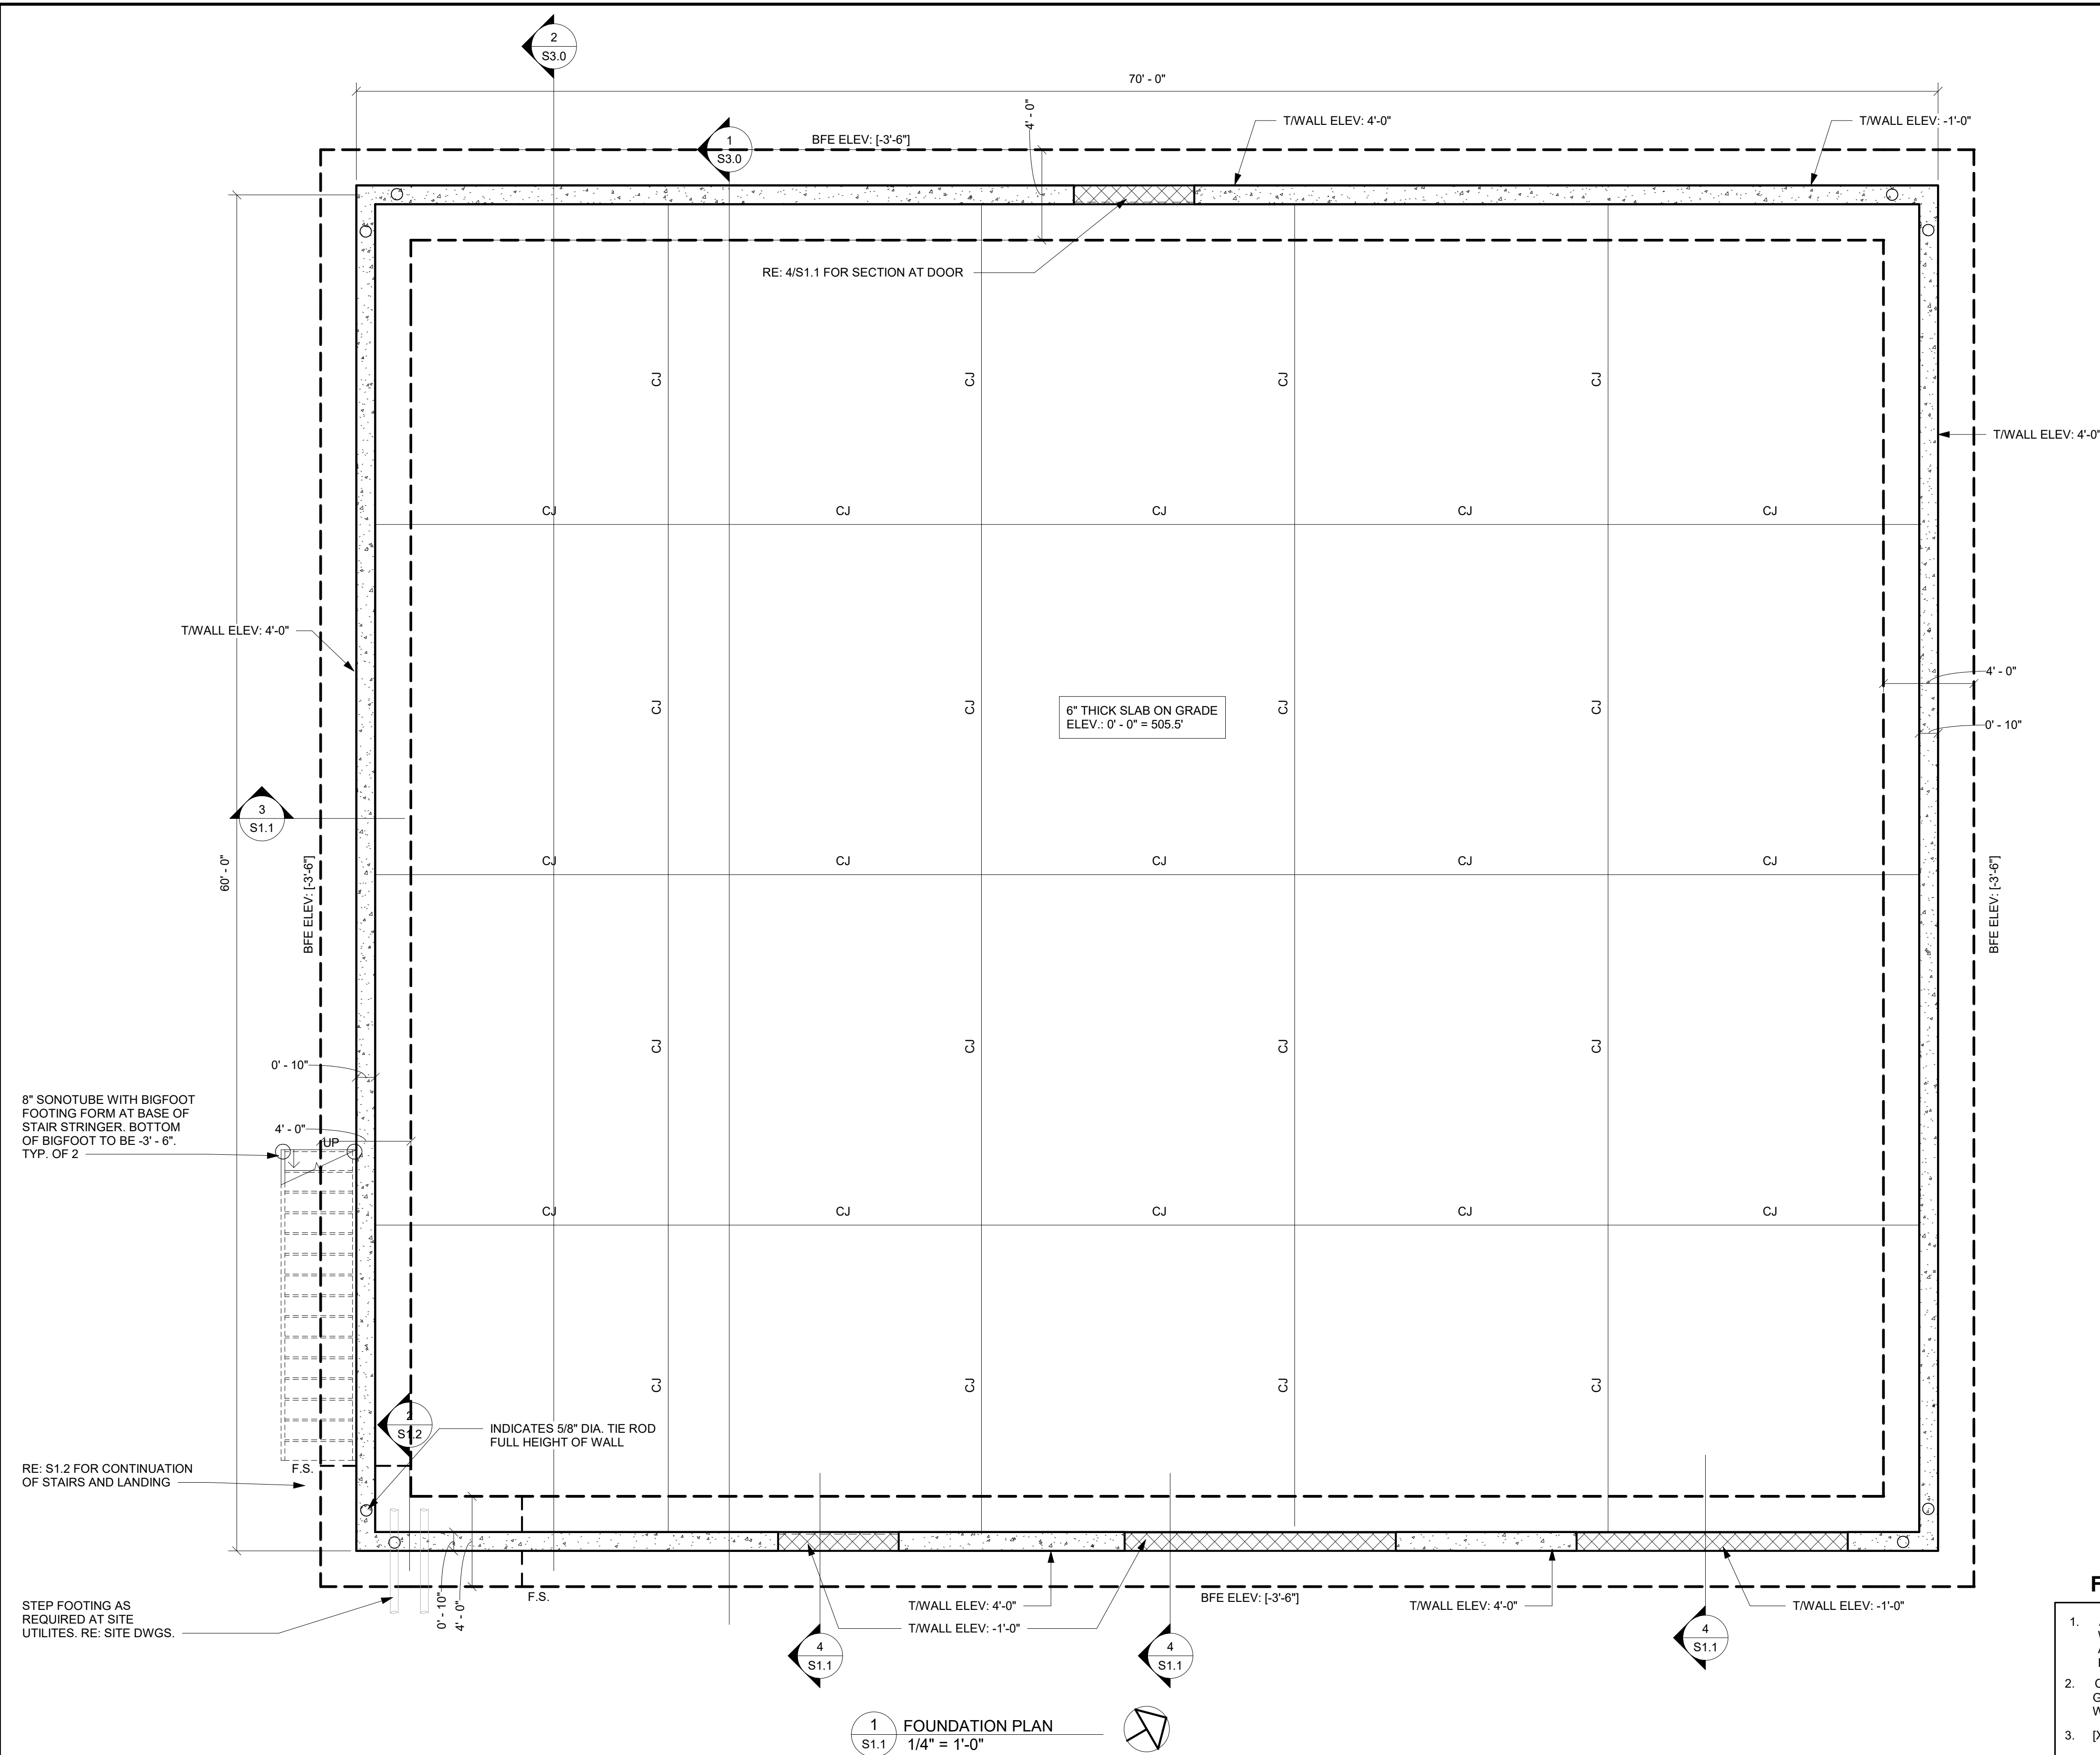 2
S3.0
70' - 0"
1
S3.0
BFE ELEV: [-3'-6"]
4' - 0"
T/WALL ELEV: 4'-0"
T/WALL ELEV: -1'-0"
RE: 4/S1.1 FOR SECTION AT DOOR
CJ
CJ
CJ
CJ
T/WALL ELEV: 4'-0"
CJ
CJ
CJ
CJ
CJ
T/WALL ELEV: 4'-0"
4' - 0"
CJ
CJ
6" THICK SLAB ON GRADE
ELEV.: 0' - 0" = 505.5'
CJ
CJ
0' - 10"
3
S1.1
60' - 0"
BFE ELEV: [-3'-6"]
CJ
CJ
CJ
CJ
CJ
BFE ELEV: [-3'-6"]
CJ
CJ
CJ
CJ
0' - 10"
8" SONOTUBE WITH BIGFOOT
FOOTING FORM AT BASE OF
STAIR STRINGER. BOTTOM
OF BIGFOOT TO BE -3' - 6".
TYP. OF 2
4' - 0"
UP
CJ
CJ
CJ
CJ
CJ
CJ
CJ
CJ
CJ
2
S1.2
INDICATES 5/8" DIA. TIE ROD
FULL HEIGHT OF WALL
RE: S1.2 FOR CONTINUATION
OF STAIRS AND LANDING
F.S.
F.S.
STEP FOOTING AS
REQUIRED AT SITE
UTILITES. RE: SITE DWGS.
0' - 10"
4' - 0"
T/WALL ELEV: 4'-0"
T/WALL ELEV: -1'-0"
BFE ELEV: [-3'-6"]
T/WALL ELEV: 4'-0"
T/WALL ELEV: -1'-0"
4
S1.1
4
S1.1
4
S1.1
1
S1.1
FOUNDATION PLAN
1/4" = 1'-0"
1.
2.
3.